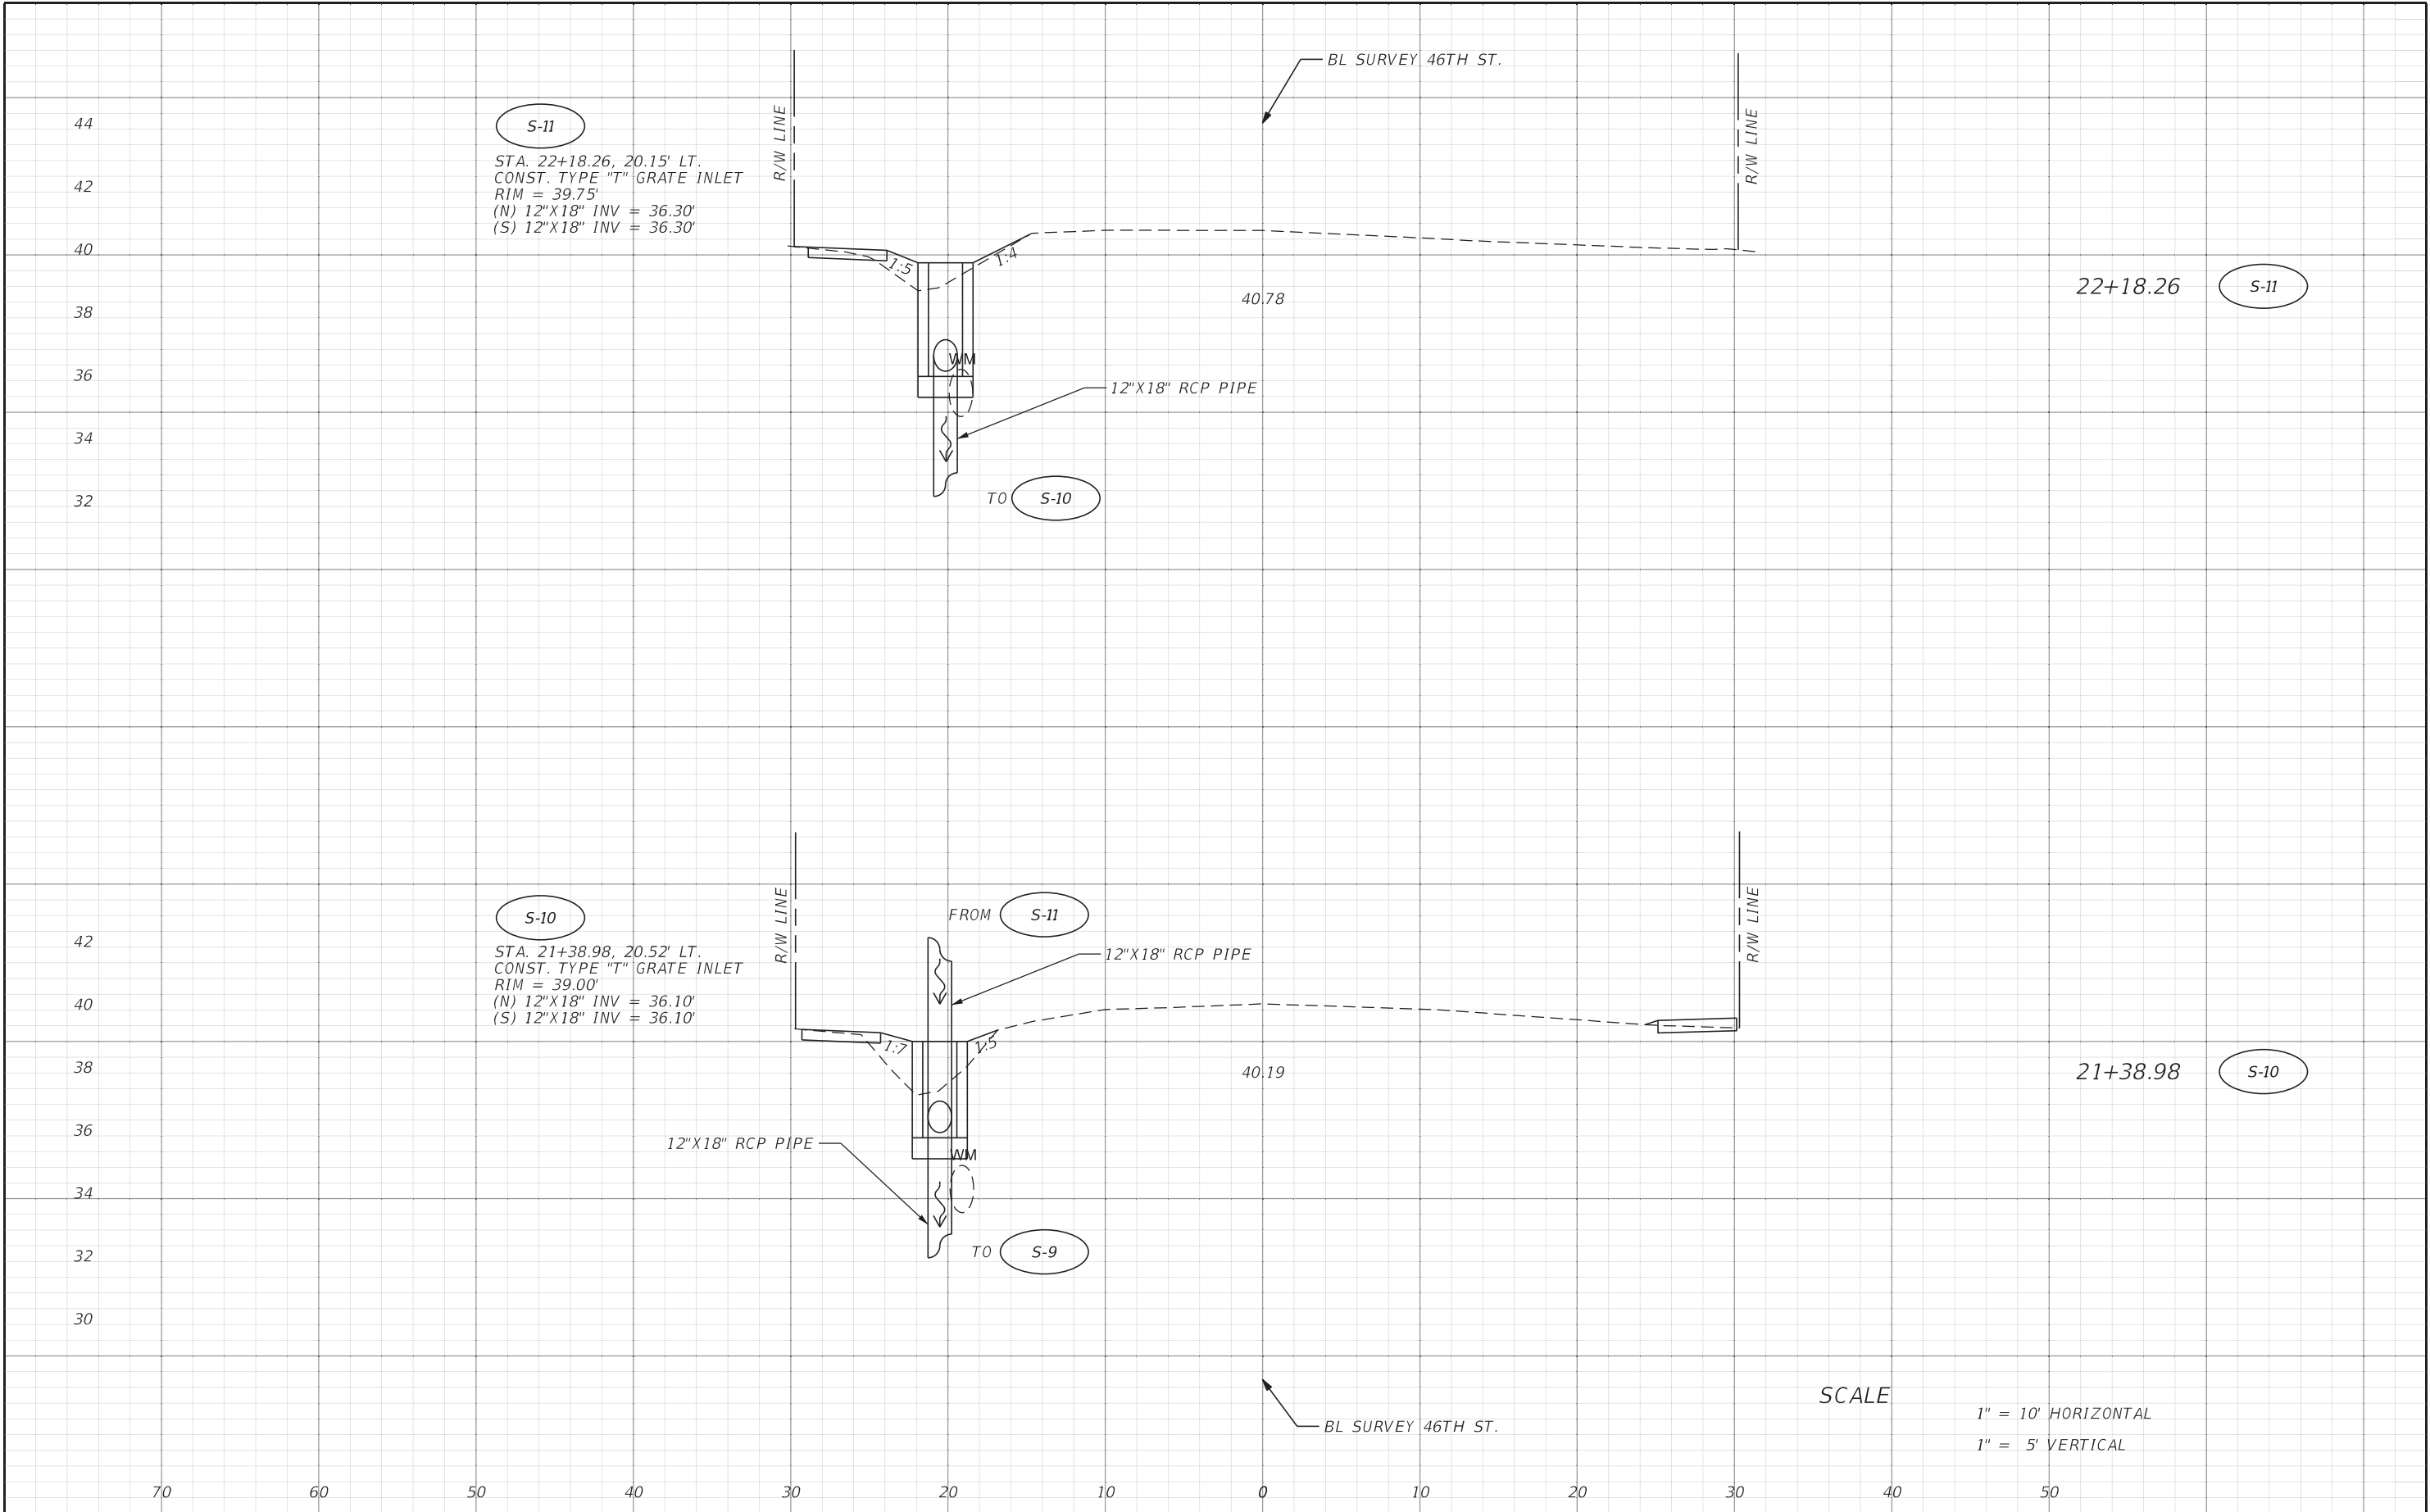 BL SURVEY 46TH ST.
S-11
STA. 22+18.26, 20.15' LT.
CONST. TYPE "T" GRATE INLET
RIM = 39.75'
(N) 12"X18" INV = 36.30'
(S) 12"X18" INV = 36.30'
R/W LINE
R/W LINE
44
42
40
38
36
34
32
1:5
1:4
40.78
22+18.26
S-11
WM
12"X18" RCP PIPE
TO S-10
S-10
STA. 21+38.98, 20.52' LT.
CONST. TYPE "T" GRATE INLET
RIM = 39.00'
(N) 12"X18" INV = 36.10'
(S) 12"X18" INV = 36.10'
R/W LINE
FROM S-11
12"X18" RCP PIPE
R/W LINE
42
40
38
36
34
32
30
1:7
1:5
40.19
21+38.98
S-10
12"X18" RCP PIPE
WM
TO S-9
BL SURVEY 46TH ST.
SCALE
1" = 10' HORIZONTAL
1" = 5' VERTICAL
70 60 50 40 30 20 10 0 10 20 30 40 50